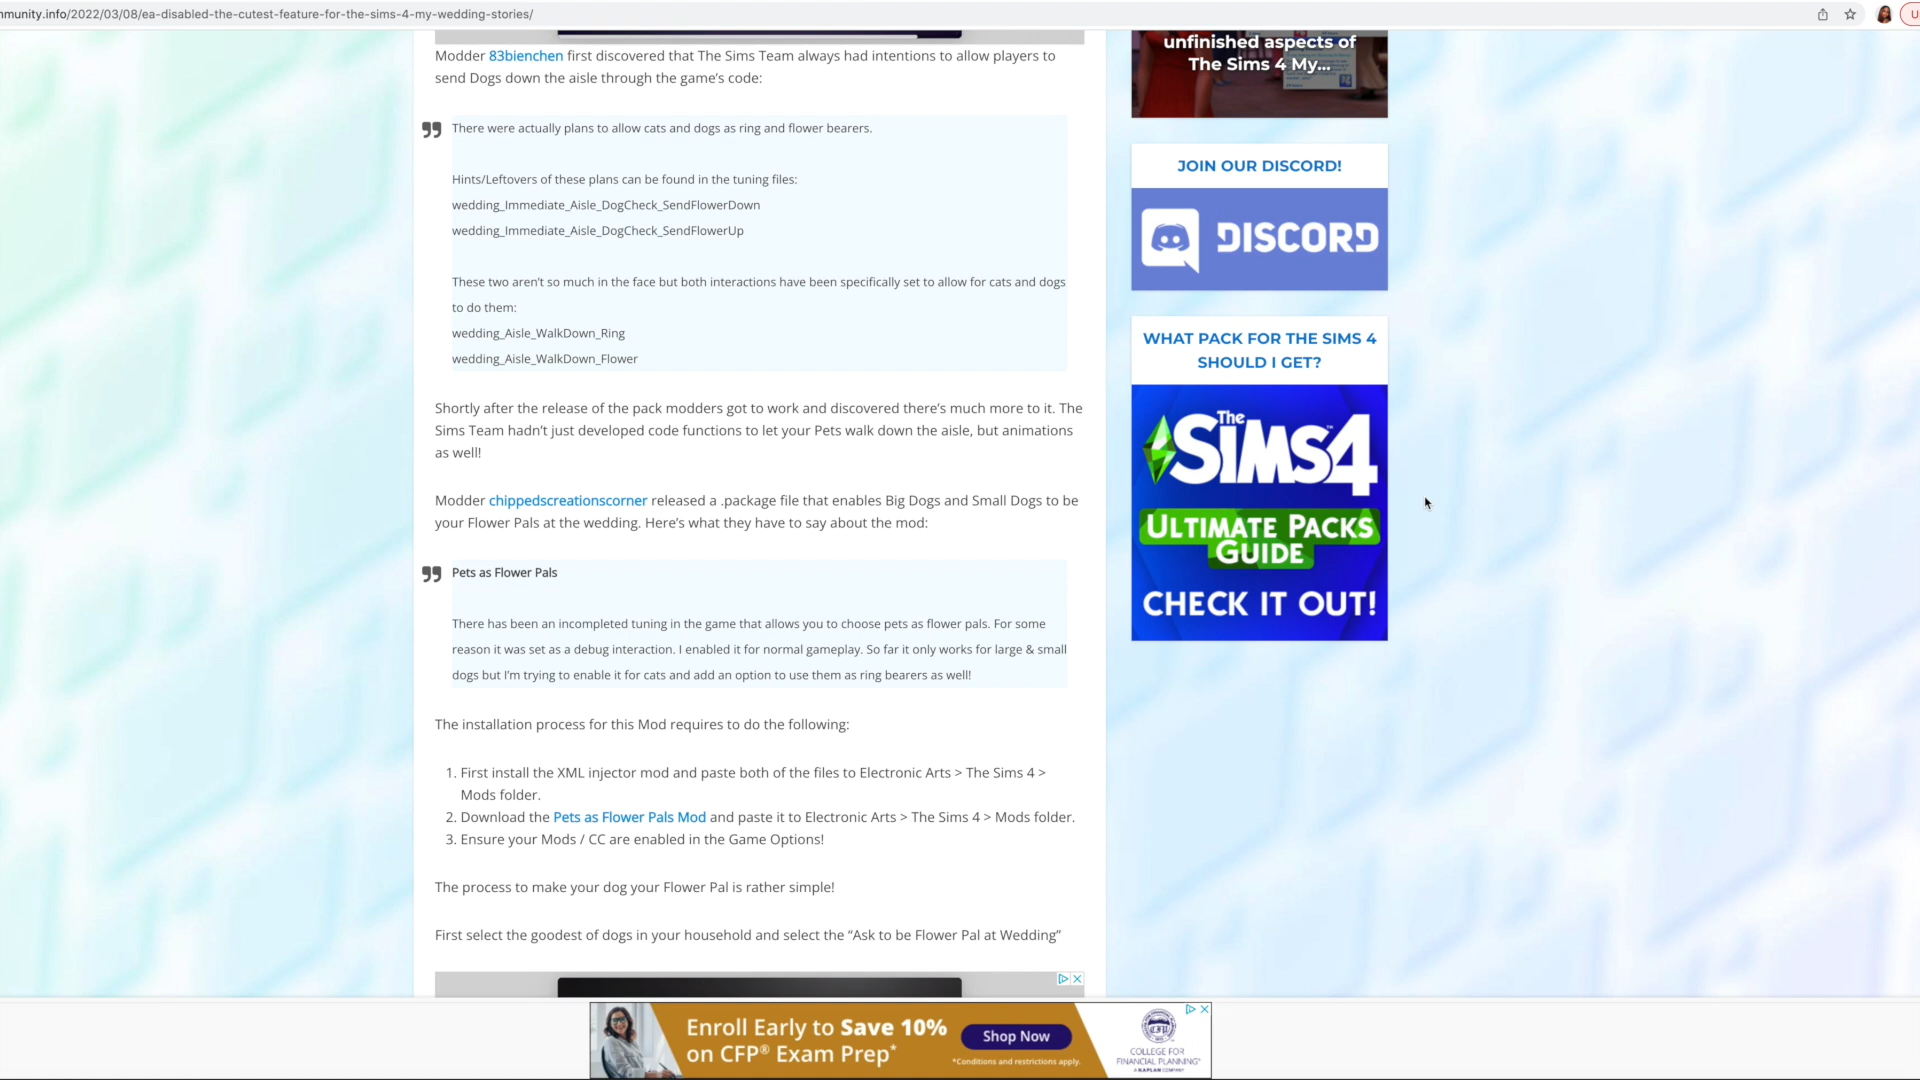 mmunity.info/2022/03/08/ea-disabled-the-cutest-feature-for-the-sims-4-my-wedding-stories/
Modder 83bienchen first discovered that The Sims Team always had intentions to allow players to
send Dogs down the aisle through the game's code:
There were actually plans to allow cats and dogs as ring and flower bearers.
Hints/Leftovers of these plans can be found in the tuning files:
wedding_Immediate_Aisle_DogCheck_SendFlowerDown
wedding_Immediate_Aisle_DogCheck_SendFlowerUp
These two aren't so much in the face but both interactions have been specifically set to allow for cats and dogs
to do them:
wedding_Aisle_WalkDown_Ring
wedding_Aisle_WalkDown_Flower
Shortly after the release of the pack modders got to work and discovered there's much more to it. The
Sims Team hadn't just developed code functions to let your Pets walk down the aisle, but animations
as well!
Modder chippedscreationscorner released a .package file that enables Big Dogs and Small Dogs to be
your Flower Pals at the wedding. Here's what they have to say about the mod:
Pets as Flower Pals
There has been an incompleted tuning in the game that allows you to choose pets as flower pals. For some
reason it was set as a debug interaction. I enabled it for normal gameplay. So far it only works for large & small
dogs but I'm trying to enable it for cats and add an option to use them as ring bearers as well!
The installation process for this Mod requires to do the following:
1. First install the XML injector mod and paste both of the files to Electronic Arts > The Sims 4 >
Mods folder.
2. Download the Pets as Flower Pals Mod and paste it to Electronic Arts > The Sims 4 > Mods folder.
3. Ensure your Mods / CC are enabled in the Game Options!
The process to make your dog your Flower Pal is rather simple!
First select the goodest of dogs in your household and select the “Ask to be Flower Pal at Wedding”
unfinished aspects of
The Sims 4 My...
JOIN OUR DISCORD!
DISCORD
WHAT PACK FOR THE SIMS 4
SHOULD I GET?
The
SIMS4
ULTIMATE PACKS
GUIDE
CHECK IT OUT!
Enroll Early to Save 10%
on CFP® Exam Prep*
Shop Now
*Conditions and restrictions apply.
COLLEGE FOR
FINANCIAL PLANNING®
A KAPLAN COMPANY